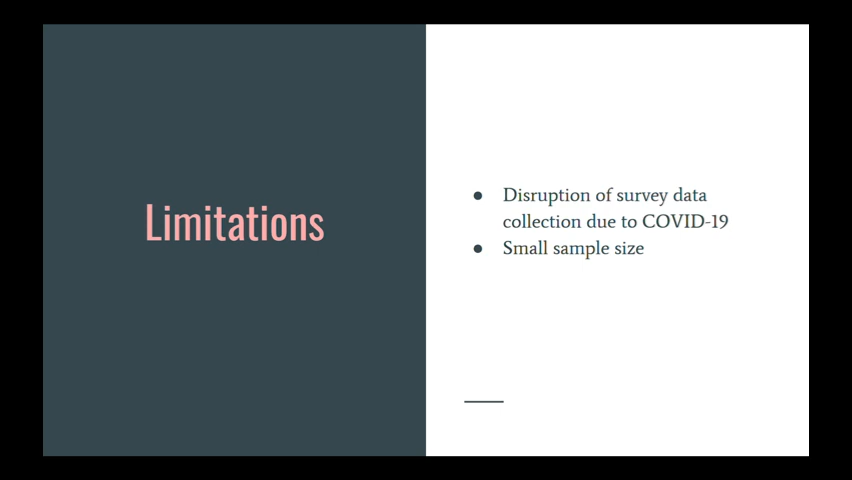 Limitations
● Disruption of survey data
collection due to COVID-19
● Small sample size